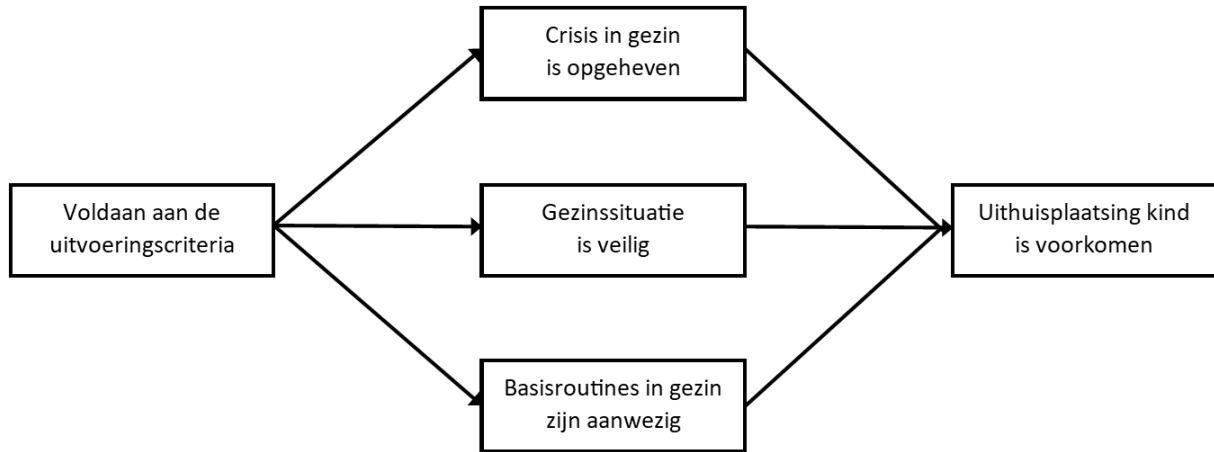 Crisis in gezin
is opgeheven
Voldaan aan de
uitvoeringscriteria
Gezinssituatie
is veilig
Uithuisplaatsing kind
is voorkomen
Basisroutines in gezin
zijn aanwezig